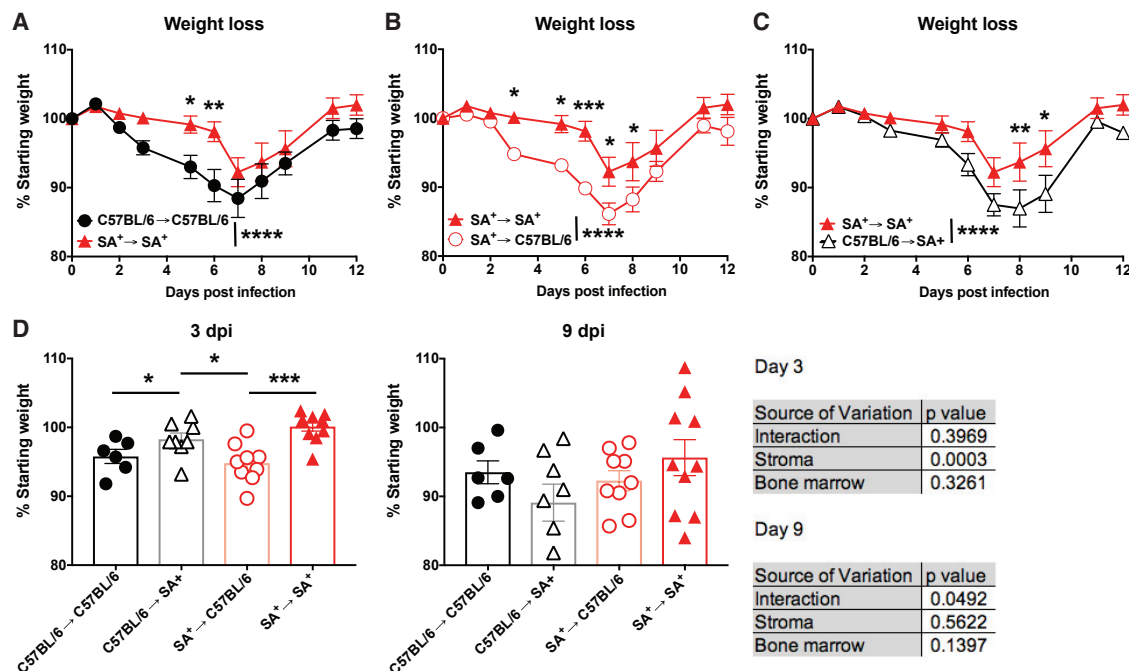 A
Weight loss
110
100
90
80
% Starting weight
* **
C57BL/6→C57BL/6
SA⁺→SA⁺
****
0 2 4 6 8 10 12
Days post infection
B
Weight loss
110
100
90
80
% Starting weight
* * *** * *
SA⁺→SA⁺
SA⁺→C57BL/6
****
0 2 4 6 8 10 12
Days post infection
C
Weight loss
110
100
90
80
% Starting weight
** *
SA⁺→SA⁺
C57BL/6→SA+
****
0 2 4 6 8 10 12
Days post infection
D
3 dpi
110
100
90
80
% Starting weight
* * ***
C57BL/6→C57BL/6
C57BL/6→SA+
SA⁺→C57BL/6
SA⁺→SA⁺
9 dpi
110
100
90
80
% Starting weight
C57BL/6→C57BL/6
C57BL/6→SA+
SA⁺→C57BL/6
SA⁺→SA⁺
Day 3
Source of Variation p value
Interaction 0.3969
Stroma 0.0003
Bone marrow 0.3261
Day 9
Source of Variation p value
Interaction 0.0492
Stroma 0.5622
Bone marrow 0.1397